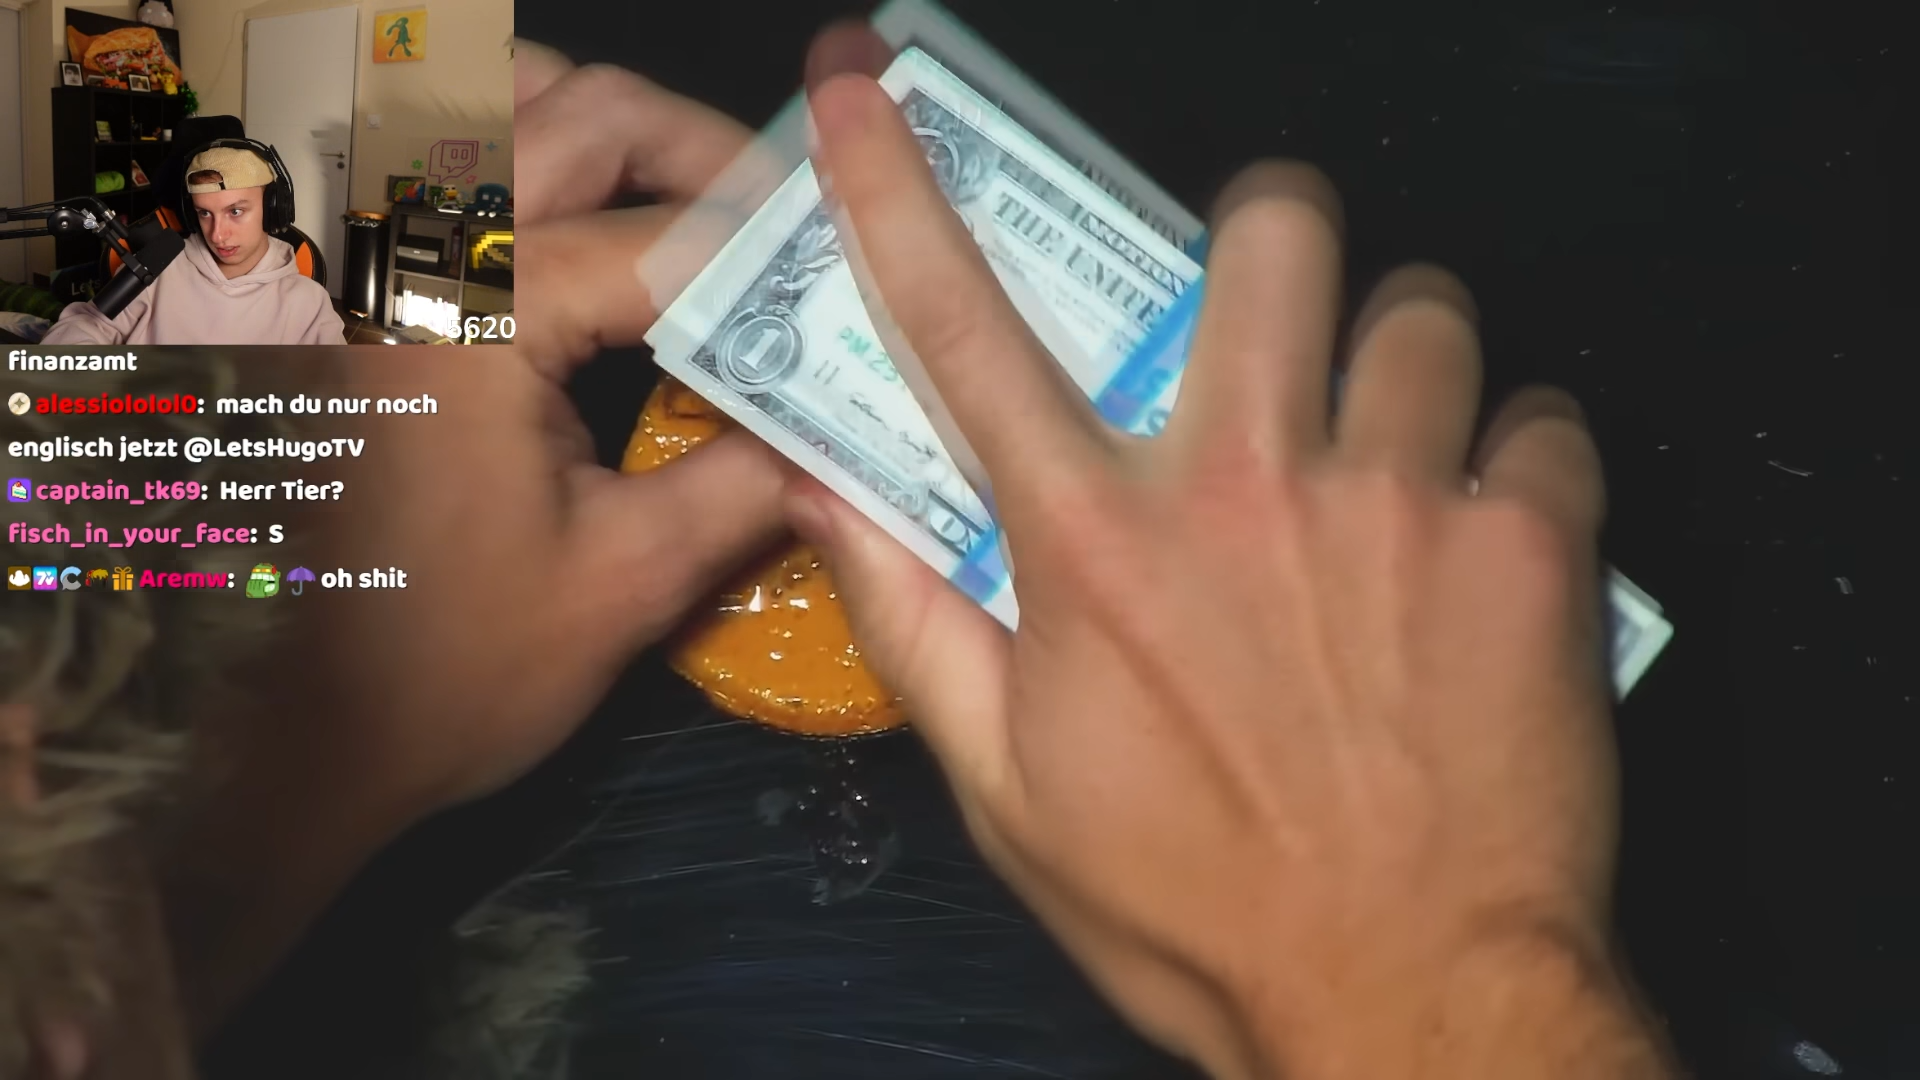 5620
finanzamt
alessiololol0: mach du nur noch
englisch jetzt @LetsHugoTV
captain_tk69: Herr Tier?
fisch_in_your_face: S
Aremw: oh shit
THE UNITE
1